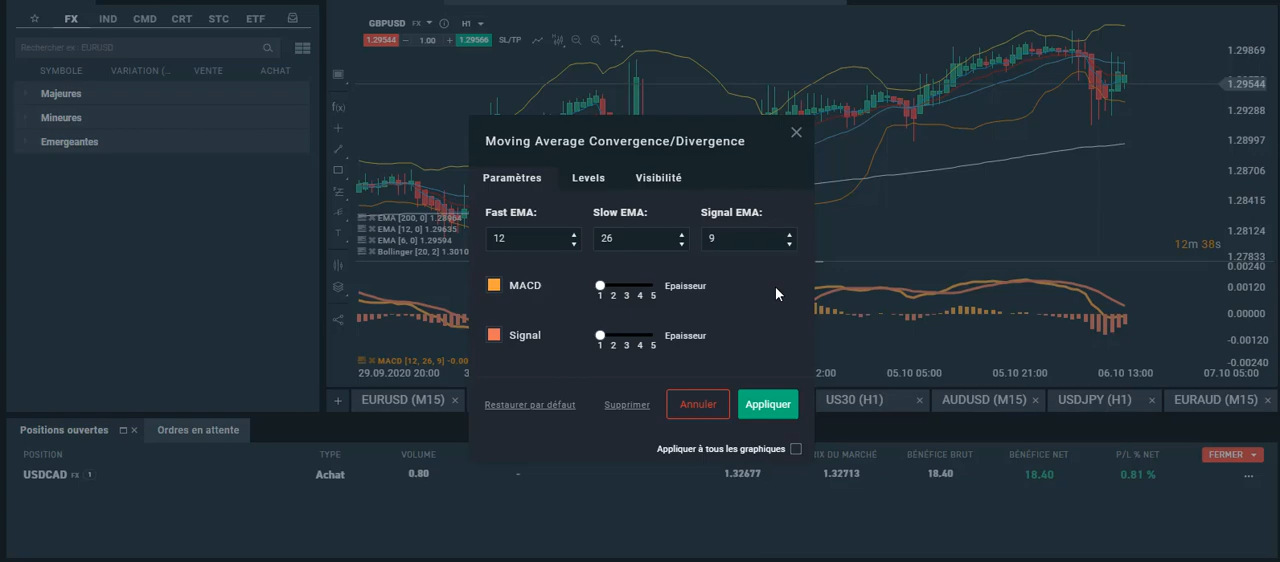 FX IND CMD CRT STC ETF
Rechercher ex.: EURUSD
SYMBOLE VARIATION (... VENTE ACHAT
Majeures
Mineures
Emergeantes
GBPUSD FX H1
1.29544 − 1.00 + 1.29566 SL/TP
f(x)
T
EMA [200, 0] 1.28904
EMA [12, 0] 1.29635
EMA [6, 0] 1.29594
Bollinger [20, 2] 1.3010
MACD [12, 26, 9] -0.00
1.29869
1.29544
1.29288
1.28997
1.28706
1.28415
1.28124
12m 38s
1.27833
0.00240
0.00120
0.00000
-0.00120
-0.00240
29.09.2020 20:00 3 2:00 05.10 05:00 05.10 21:00 06.10 13:00 07.10 05:00
Moving Average Convergence/Divergence
Paramètres Levels Visibilité
Fast EMA: Slow EMA: Signal EMA:
12 26 9
MACD Epaisseur
1 2 3 4 5
Signal Epaisseur
1 2 3 4 5
Restaurer par défaut Supprimer Annuler Appliquer
Appliquer à tous les graphiques
+ EURUSD (M15) × US30 (H1) × AUDUSD (M15) × USDJPY (H1) × EURAUD (M15) ×
Positions ouvertes × Ordres en attente
POSITION TYPE VOLUME RIX DU MARCHÉ BÉNÉFICE BRUT BÉNÉFICE NET P/L % NET FERMER
USDCAD FX 1 Achat 0.80 - 1.32677 1.32713 18.40 18.40 0.81 % ...